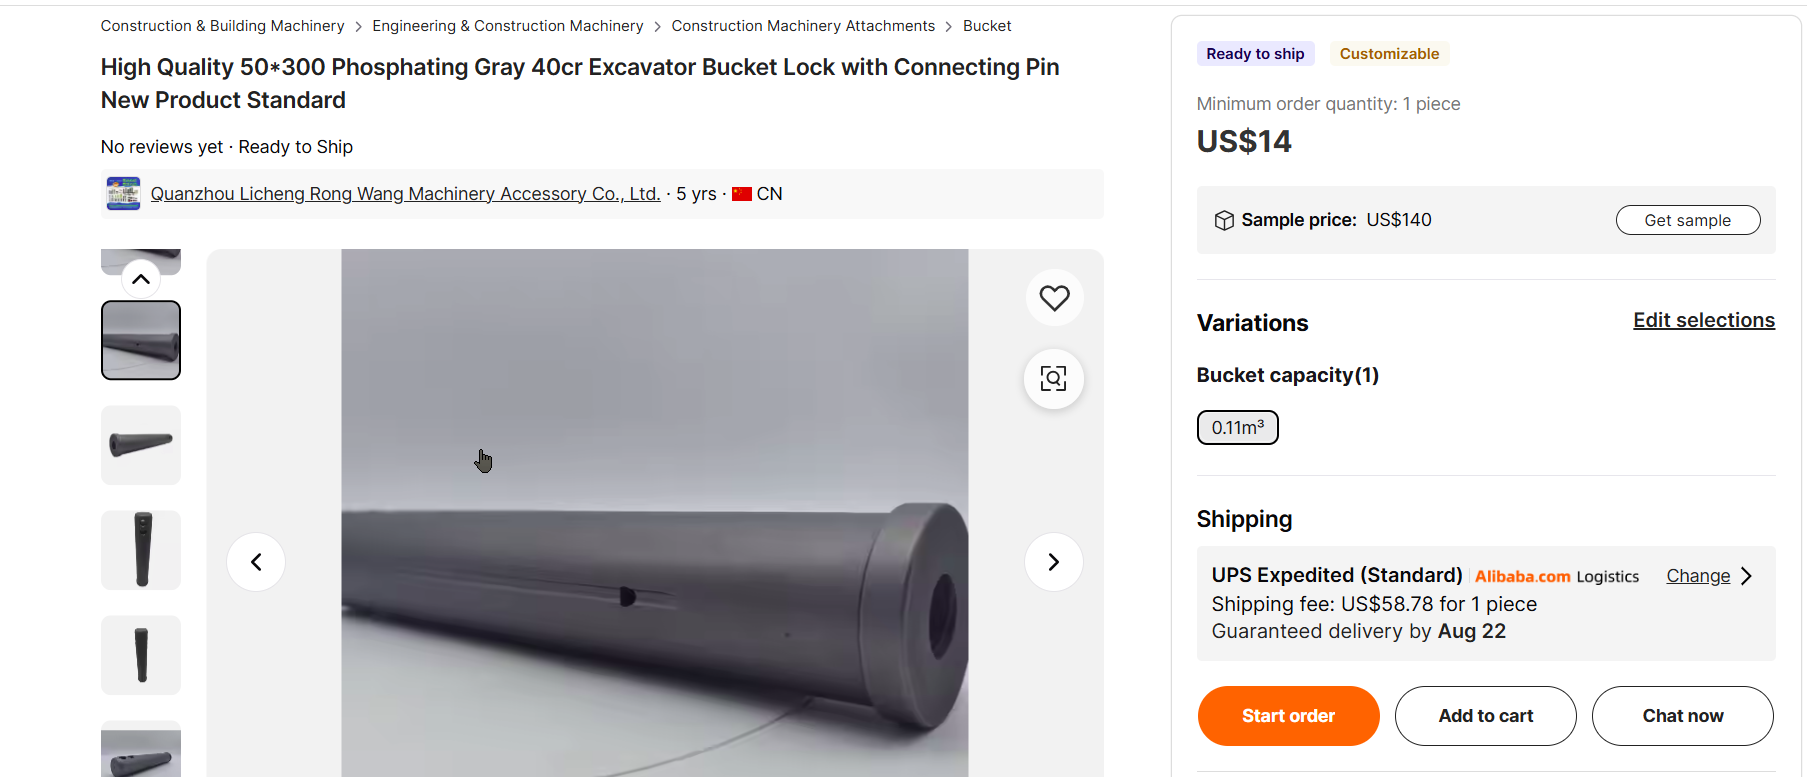 Construction & Building Machinery > Engineering & Construction Machinery > Construction Machinery Attachments > Bucket
High Quality 50*300 Phosphating Gray 40cr Excavator Bucket Lock with Connecting Pin
New Product Standard
No reviews yet · Ready to Ship
Quanzhou Licheng Rong Wang Machinery Accessory Co., Ltd. · 5 yrs · CN
Ready to ship
Customizable
Minimum order quantity: 1 piece
US$14
Sample price: US$140
Get sample
Variations
Edit selections
Bucket capacity(1)
0.11m³
Shipping
UPS Expedited (Standard) Alibaba.com Logistics
Change
Shipping fee: US$58.78 for 1 piece
Guaranteed delivery by Aug 22
Start order
Add to cart
Chat now